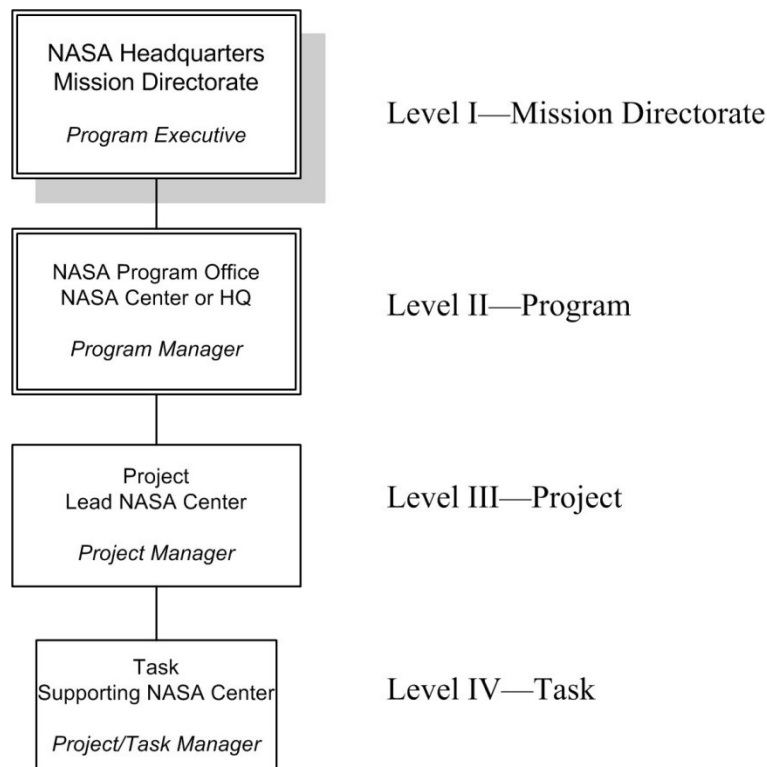 NASA Headquarters
Mission Directorate
Program Executive
Level I—Mission Directorate
NASA Program Office
NASA Center or HQ
Program Manager
Level II—Program
Project
Lead NASA Center
Project Manager
Level III—Project
Task
Supporting NASA Center
Project/Task Manager
Level IV—Task